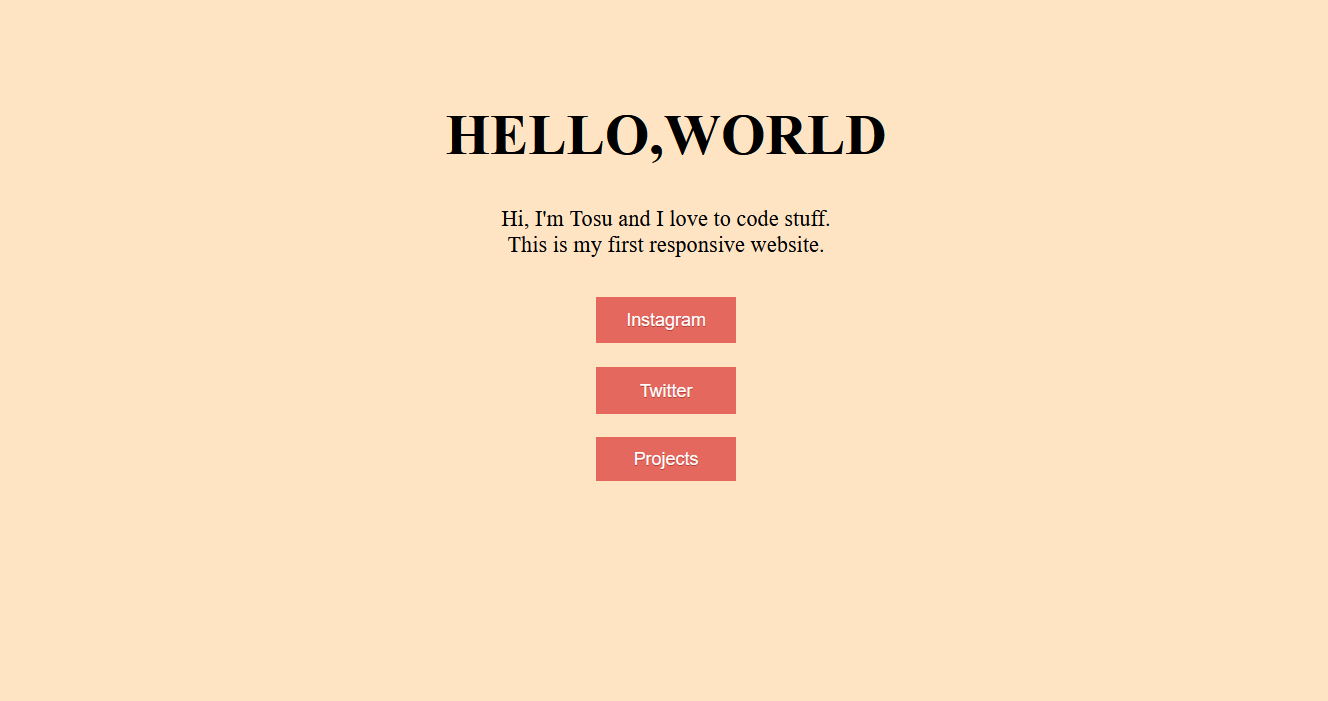 HELLO,WORLD
Hi, I'm Tosu and I love to code stuff.
This is my first responsive website.
Instagram
Twitter
Projects